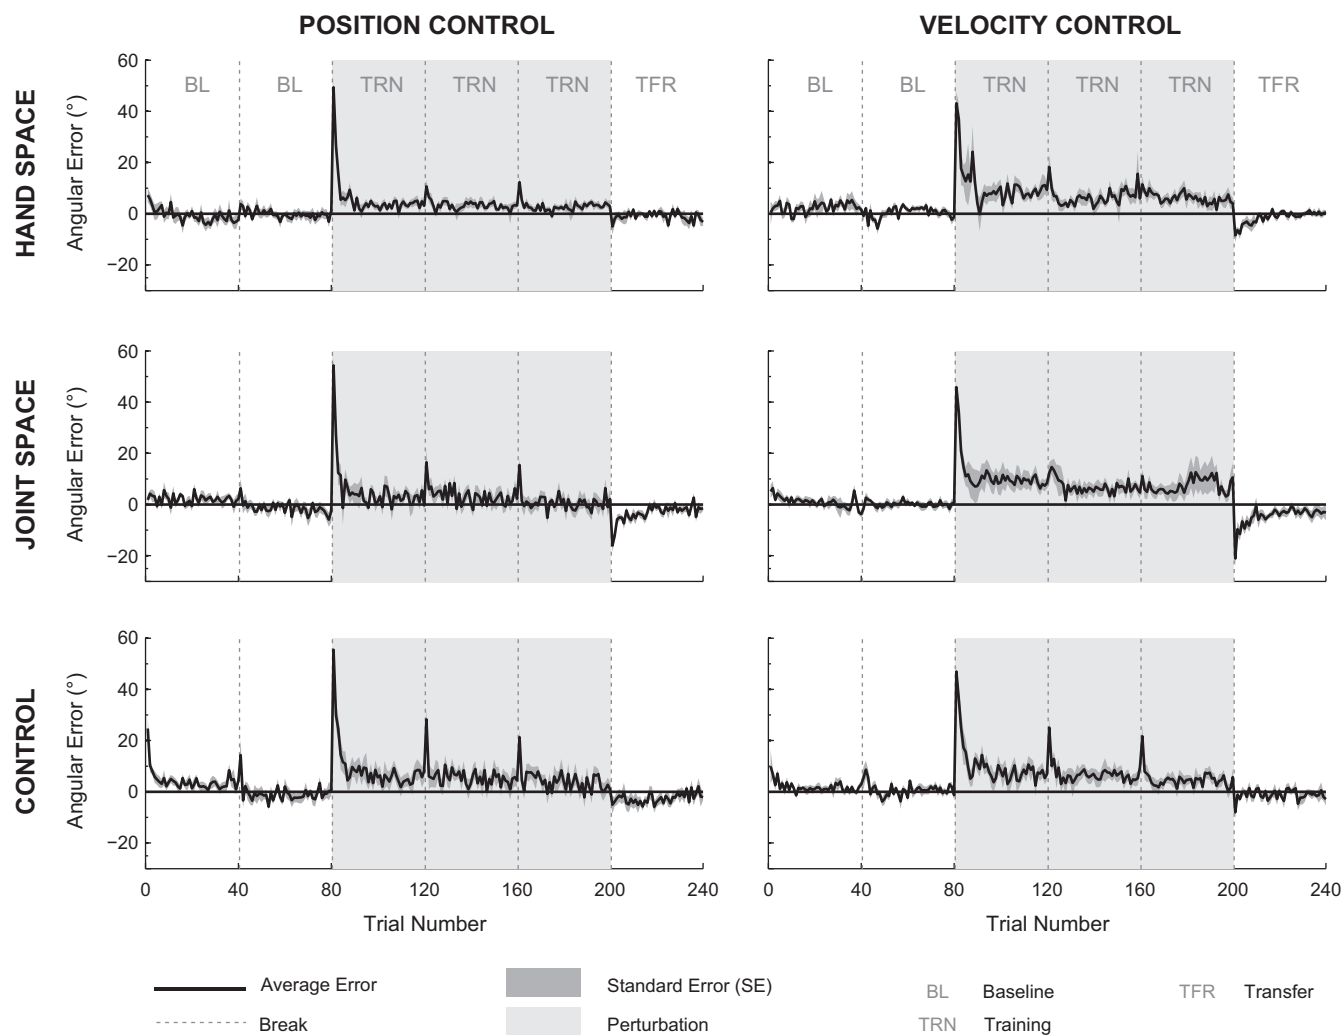 POSITION CONTROL
VELOCITY CONTROL
HAND SPACE
Angular Error (°)
60
40
20
0
−20
BL
BL
TRN
TRN
TRN
TFR
BL
BL
TRN
TRN
TRN
TFR
JOINT SPACE
Angular Error (°)
60
40
20
0
−20
CONTROL
Angular Error (°)
60
40
20
0
−20
0 40 80 120 160 200 240
Trial Number
0 40 80 120 160 200 240
Trial Number
Average Error
Standard Error (SE)
BL Baseline
TFR Transfer
Break
Perturbation
TRN Training